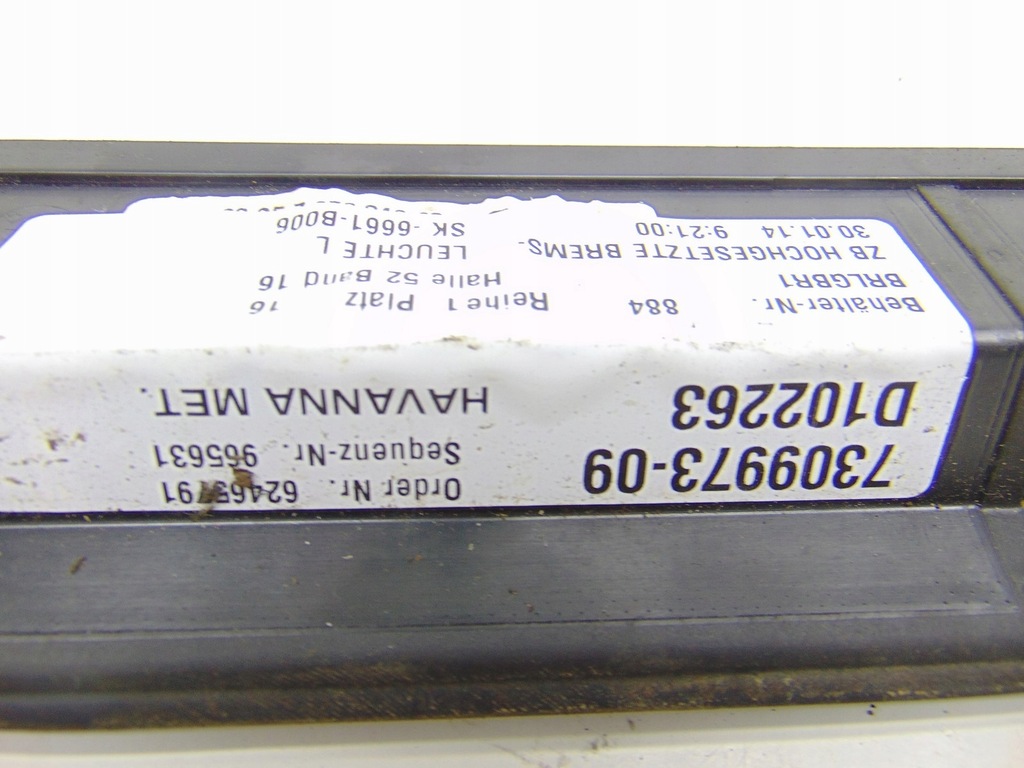 7309973-09 Order Nr. 62465791
D102263 Sequenz-Nr. 965631
HAVANNA MET.
Behälter-Nr. 884 Reihe 1 Platz 16
BRLGBR1 Halle 52 Band 16
ZB HOCHGESETZTE BREMS- LEUCHTE L
30.01.14 9:21:00 SK -6661-B006